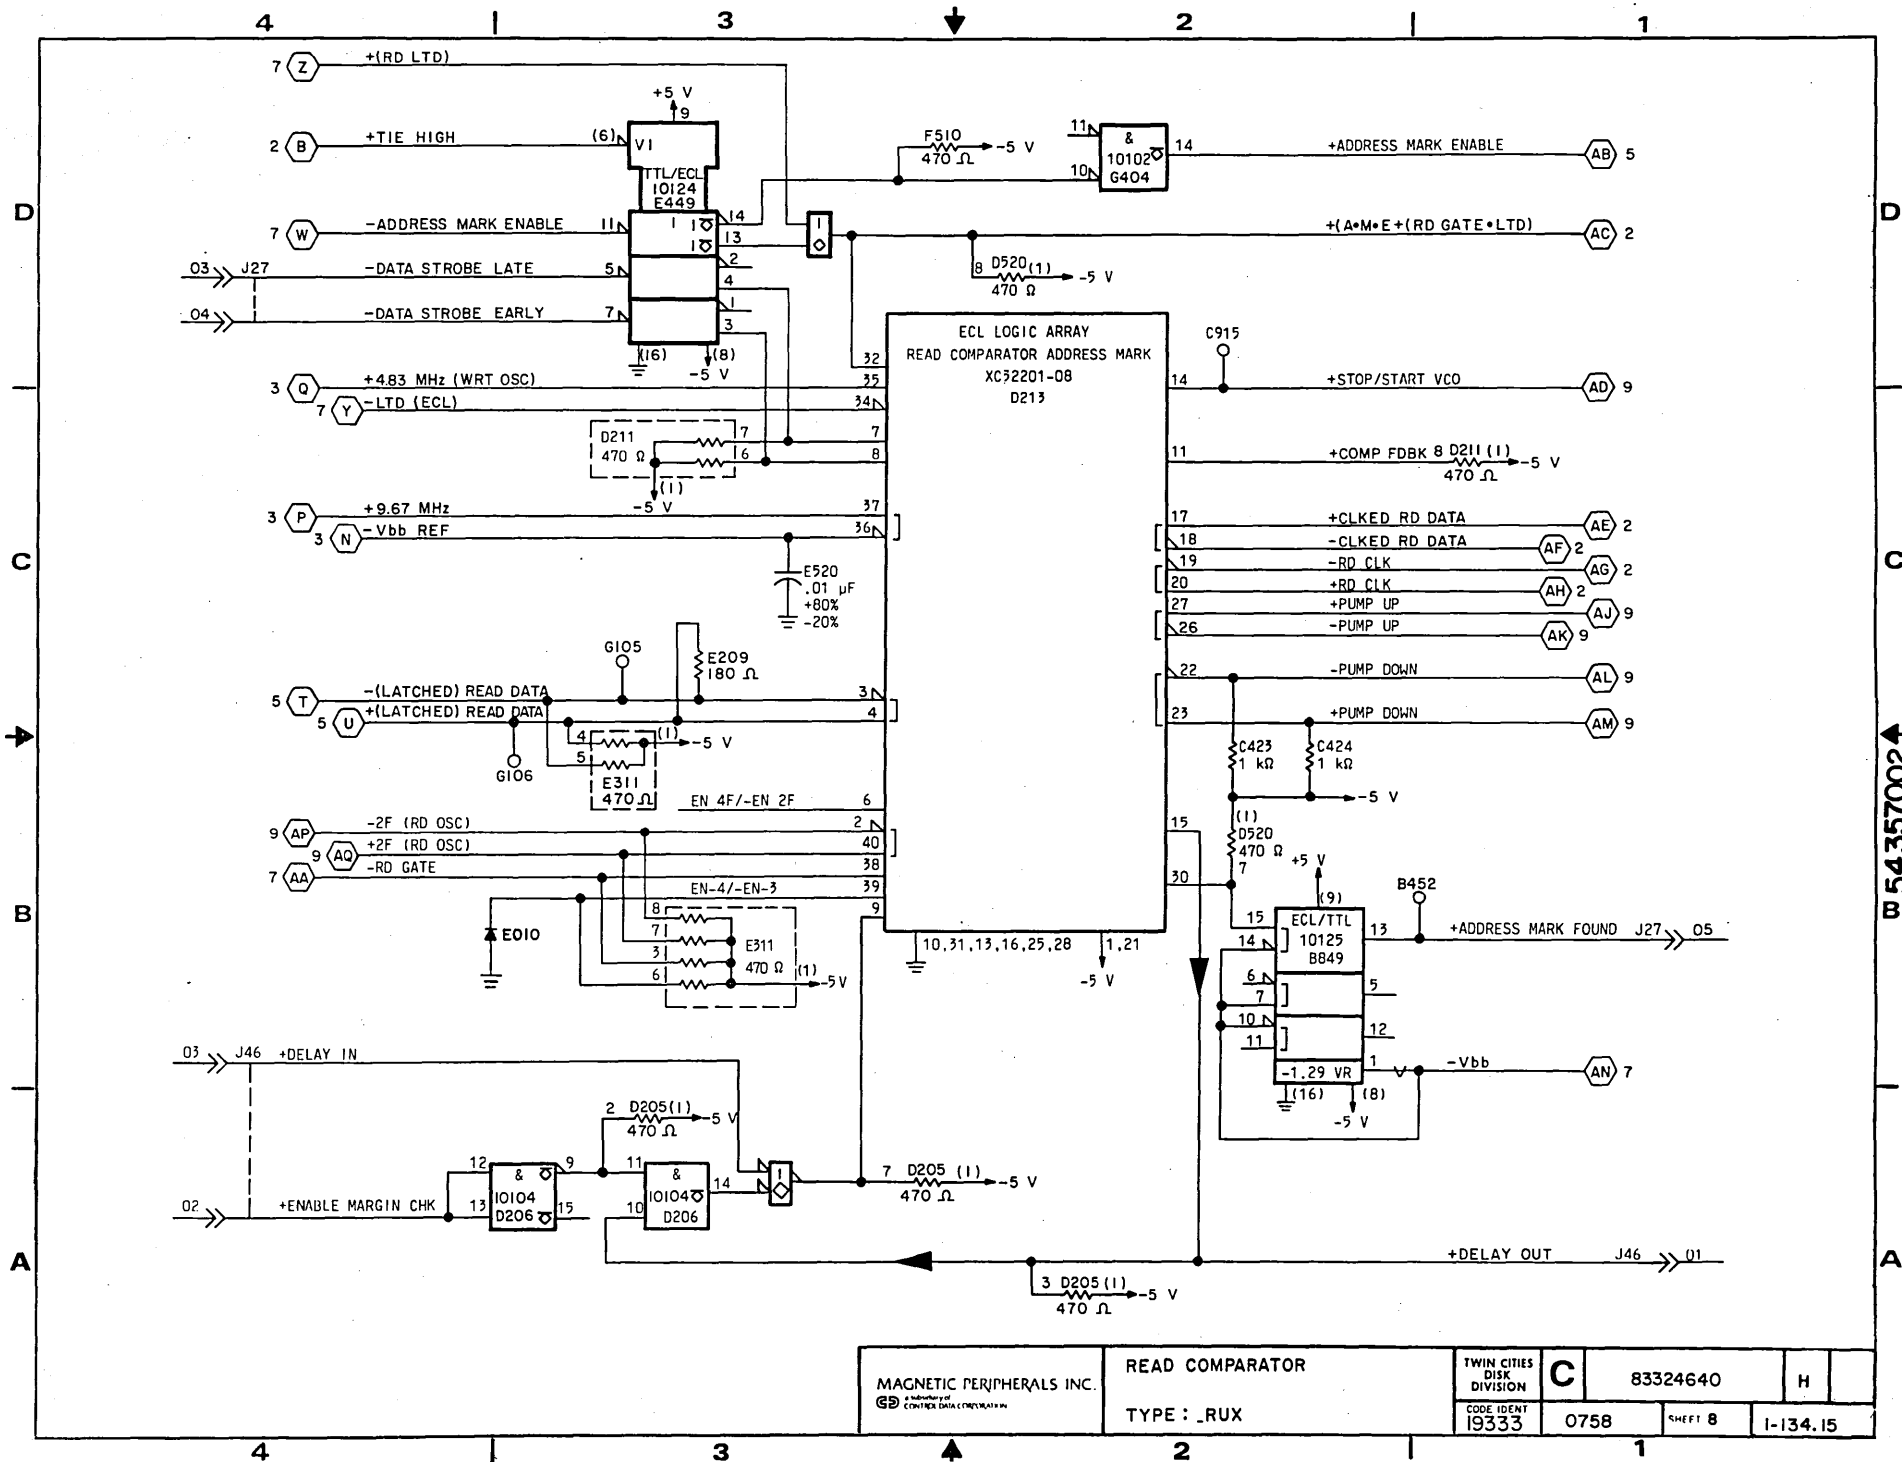 4 3 2 1
7 Z +(RD LTD)
+5 V
9
2 B +TIE HIGH (6) VI
TTL/ECL
10124
E449
F510
470 Ω -5 V
11
&
10102
G404
10
14 +ADDRESS MARK ENABLE AB 5
D D
7 W -ADDRESS MARK ENABLE 11 I IO 14
IO 13
I
+(A•M•E+(RD GATE•LTD) AC 2
03 J27 -DATA STROBE LATE 5 2
4
8 D520 (1)
470 Ω -5 V
04 -DATA STROBE EARLY 7 1
3
(16) (8)
-5 V
ECL LOGIC ARRAY
READ COMPARATOR ADDRESS MARK
XC32201-08
D213
C915
32
3 Q +4.83 MHz (WRT OSC) 35
14 +STOP/START VCO AD 9
7 Y -LTD (ECL) 34
D211
470 Ω
7 7
6 8
(1)
-5 V
11 +COMP FDBK 8 D211 (1)
470 Ω -5 V
3 P +9.67 MHz 37
3 N -Vbb REF 36
17 +CLKED RD DATA AE 2
18 -CLKED RD DATA AF 2
C C
19 -RD CLK AG 2
20 +RD CLK AH 2
27 +PUMP UP AJ 9
26 -PUMP UP AK 9
E520
.01 µF
+80%
-20%
G105
E209
180 Ω
5 T -(LATCHED) READ DATA 3
5 U +(LATCHED) READ DATA 4
22 -PUMP DOWN AL 9
23 +PUMP DOWN AM 9
4 (1) -5 V
5
E311
470 Ω
G106
C423
1 kΩ
C424
1 kΩ
-5 V
54357002
EN 4F/-EN 2F 6
9 AP -2F (RD OSC) 2
9 AQ +2F (RD OSC) 40
7 AA -RD GATE 38
EN-4/-EN-3 39
9
15
(1)
D520
470 Ω
7
30
+5 V
(9)
B452
B B
E010
8
7
3
6
E311
470 Ω (1) -5V
10,31,13,16,25,28
1,21
-5 V
15
14
ECL/TTL
10125
B849
13 +ADDRESS MARK FOUND J27 05
6
7
5
10
11
12
-1.29 VR
1 -Vbb AN 7
(16) (8)
-5 V
03 J46 +DELAY IN
2 D205(1)
470 Ω -5 V
12
13
&
10104
D206
9
15
11
10
&
10104
D206
14
I
7 D205 (1)
470 Ω -5 V
02 +ENABLE MARGIN CHK
A A
+DELAY OUT J46 01
3 D205(1)
470 Ω -5 V
MAGNETIC PERIPHERALS INC.
a subsidiary of
CONTROL DATA CORPORATION
READ COMPARATOR
TYPE: _RUX
TWIN CITIES
DISK
DIVISION
C 83324640 H
CODE IDENT
19333
0758 SHEET 8 1-134.15
4 3 2 1